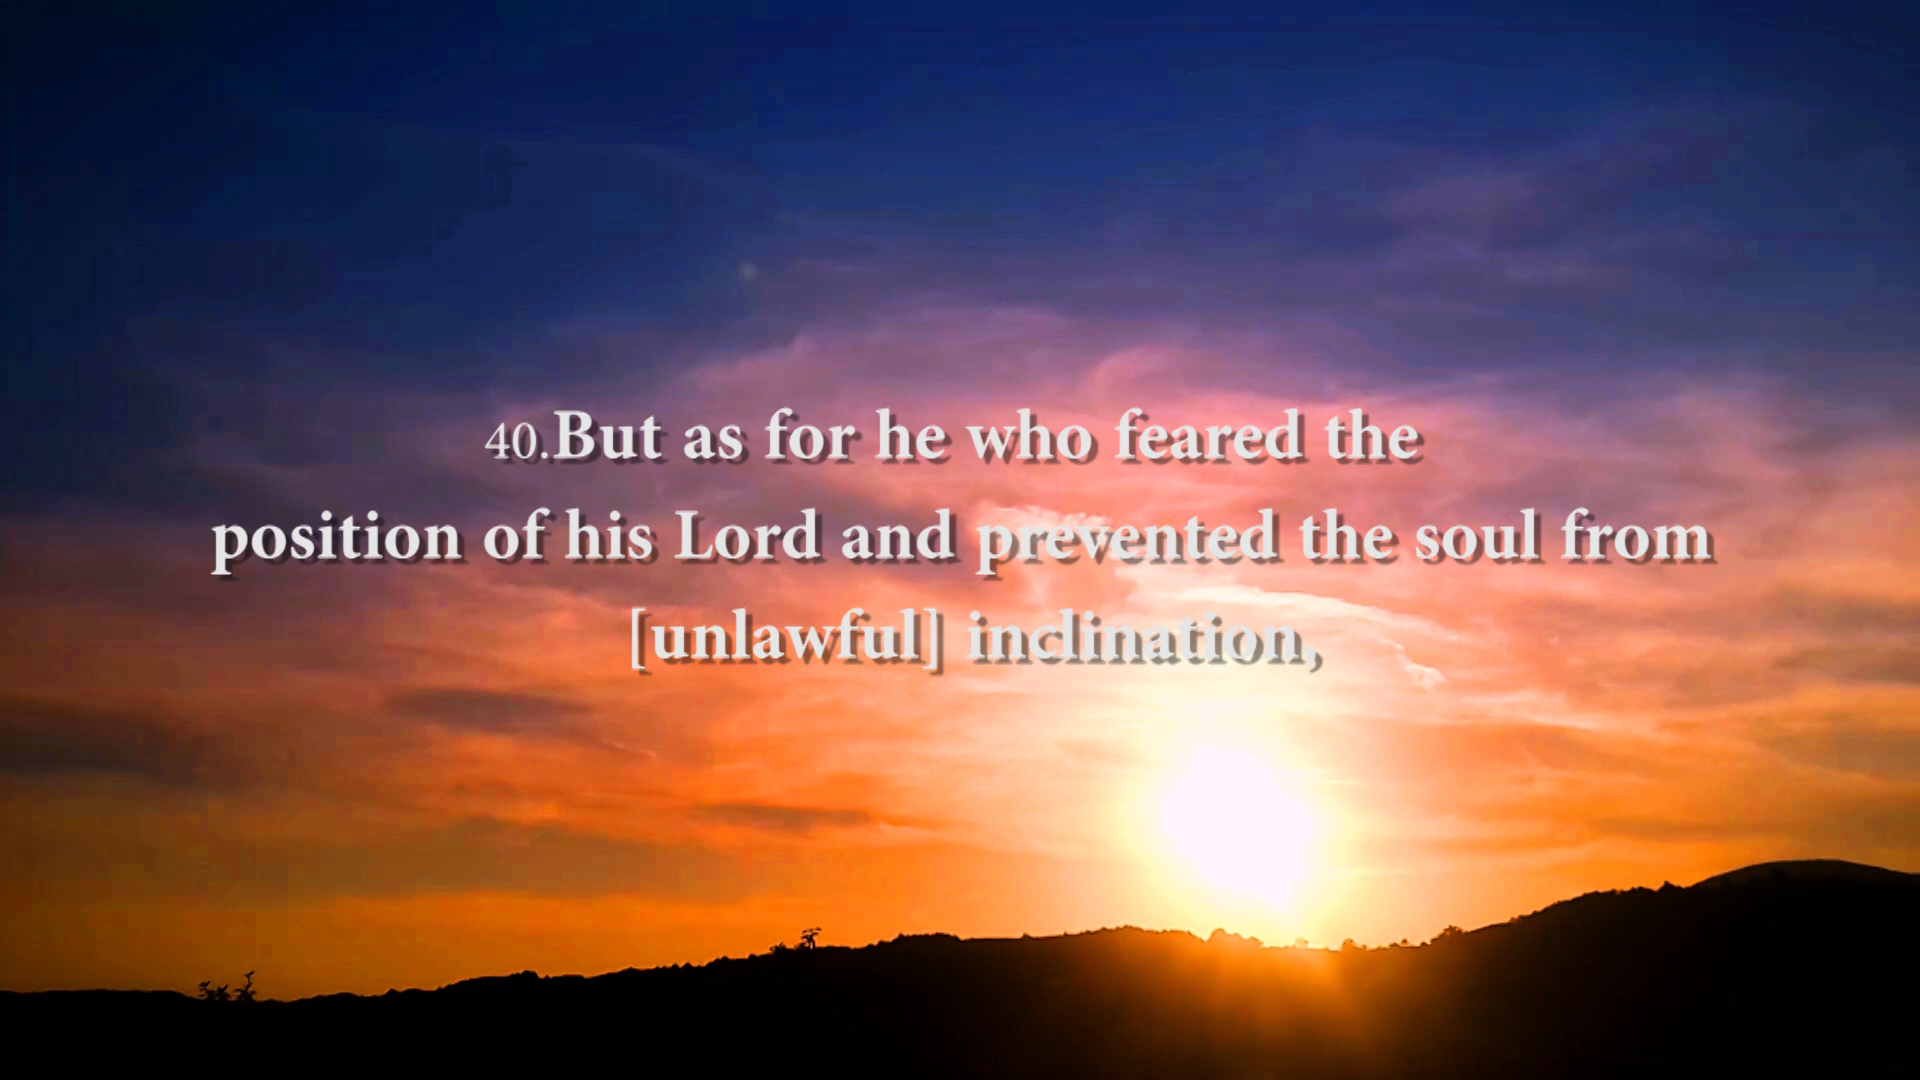 40.But as for he who feared the
position of his Lord and prevented the soul from
[unlawful] inclination,